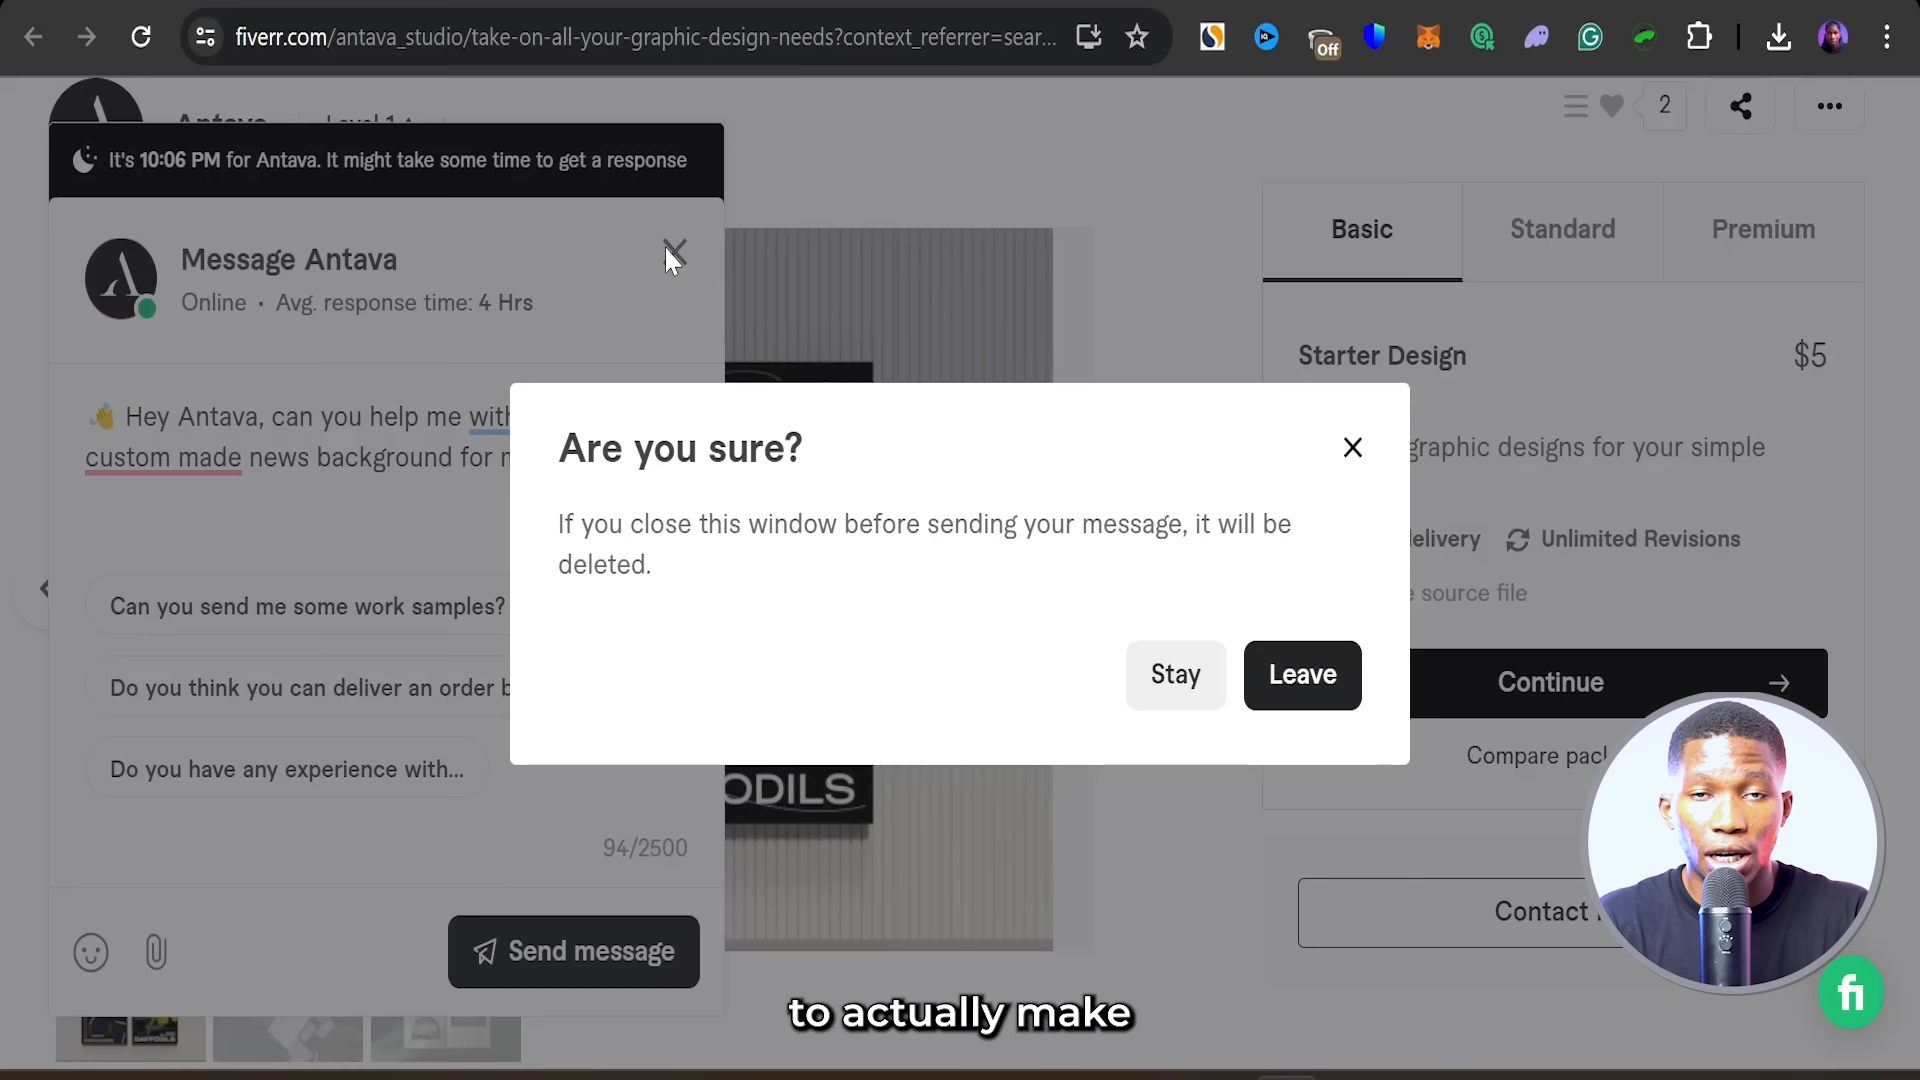 fiverr.com/antava_studio/take-on-all-your-graphic-design-needs?context_referrer=sear...
Off
Antava
Level 1
2
It's 10:06 PM for Antava. It might take some time to get a response
Message Antava
Online · Avg. response time: 4 Hrs
👋 Hey Antava, can you help me with
custom made news background for
Can you send me some work samples?
Do you think you can deliver an order
Do you have any experience with...
94/2500
Send message
Basic
Standard
Premium
Starter Design
$5
graphic designs for your simple
Unlimited Revisions
source file
Continue
Compare
Contact
Are you sure?
If you close this window before sending your message, it will be
deleted.
Stay
Leave
ODILS
DAFFODILS
to actually make
fi